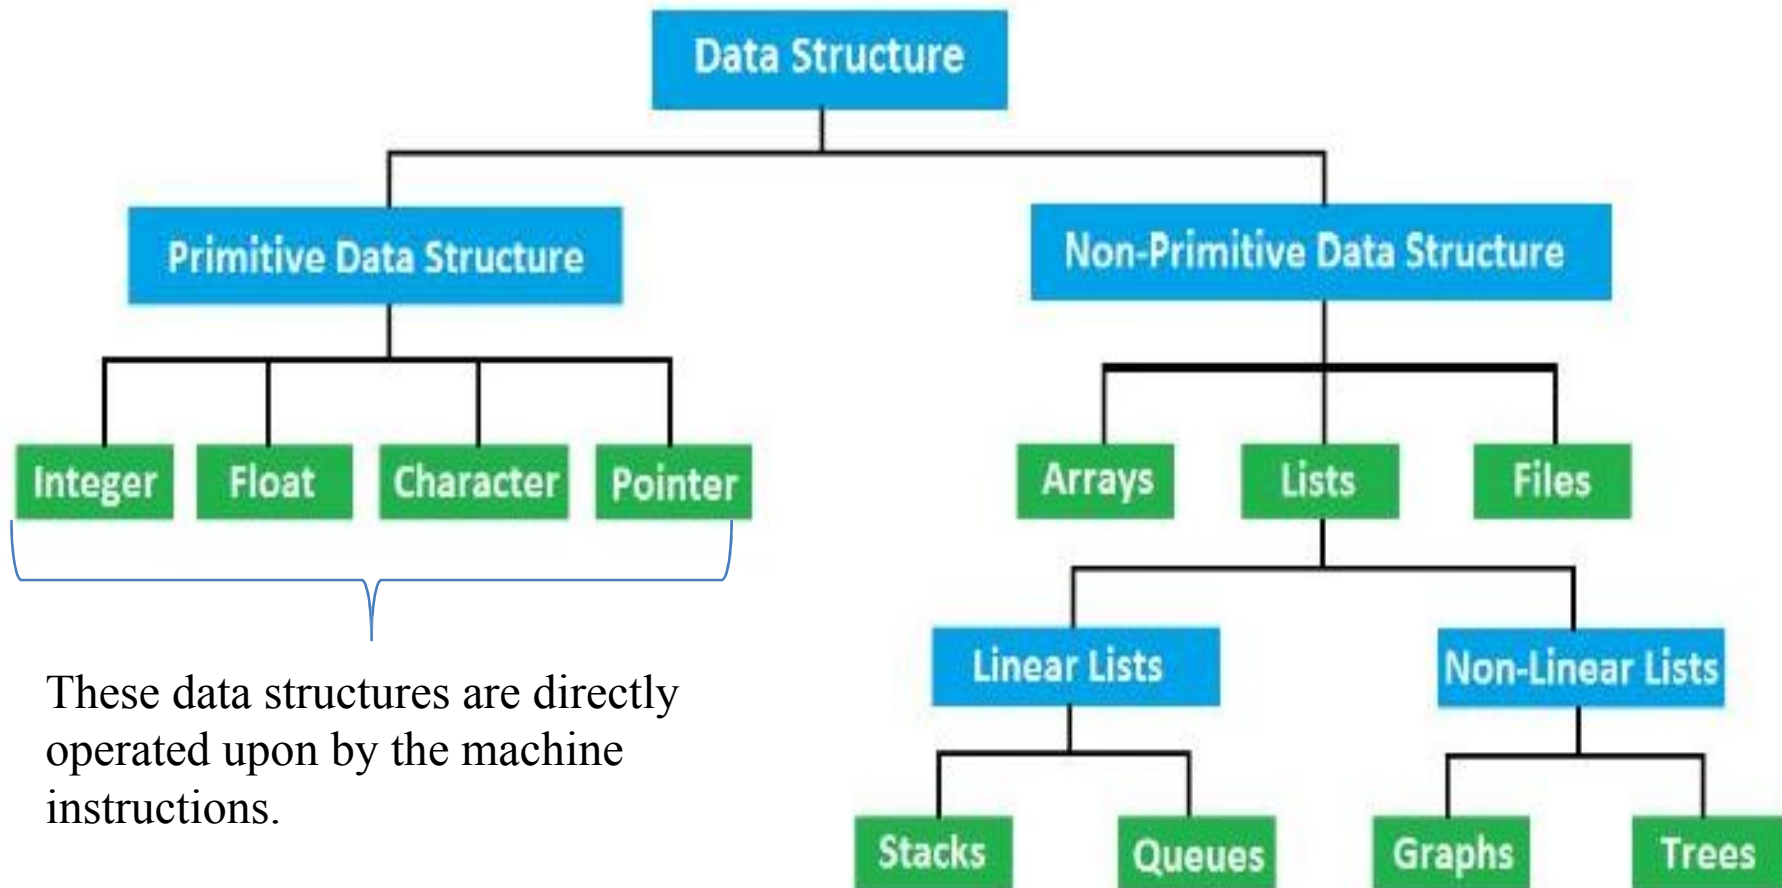 Data Structure
Primitive Data Structure
Non-Primitive Data Structure
Integer
Float
Character
Pointer
Arrays
Lists
Files
These data structures are directly
operated upon by the machine
instructions.
Linear Lists
Non-Linear Lists
Stacks
Queues
Graphs
Trees